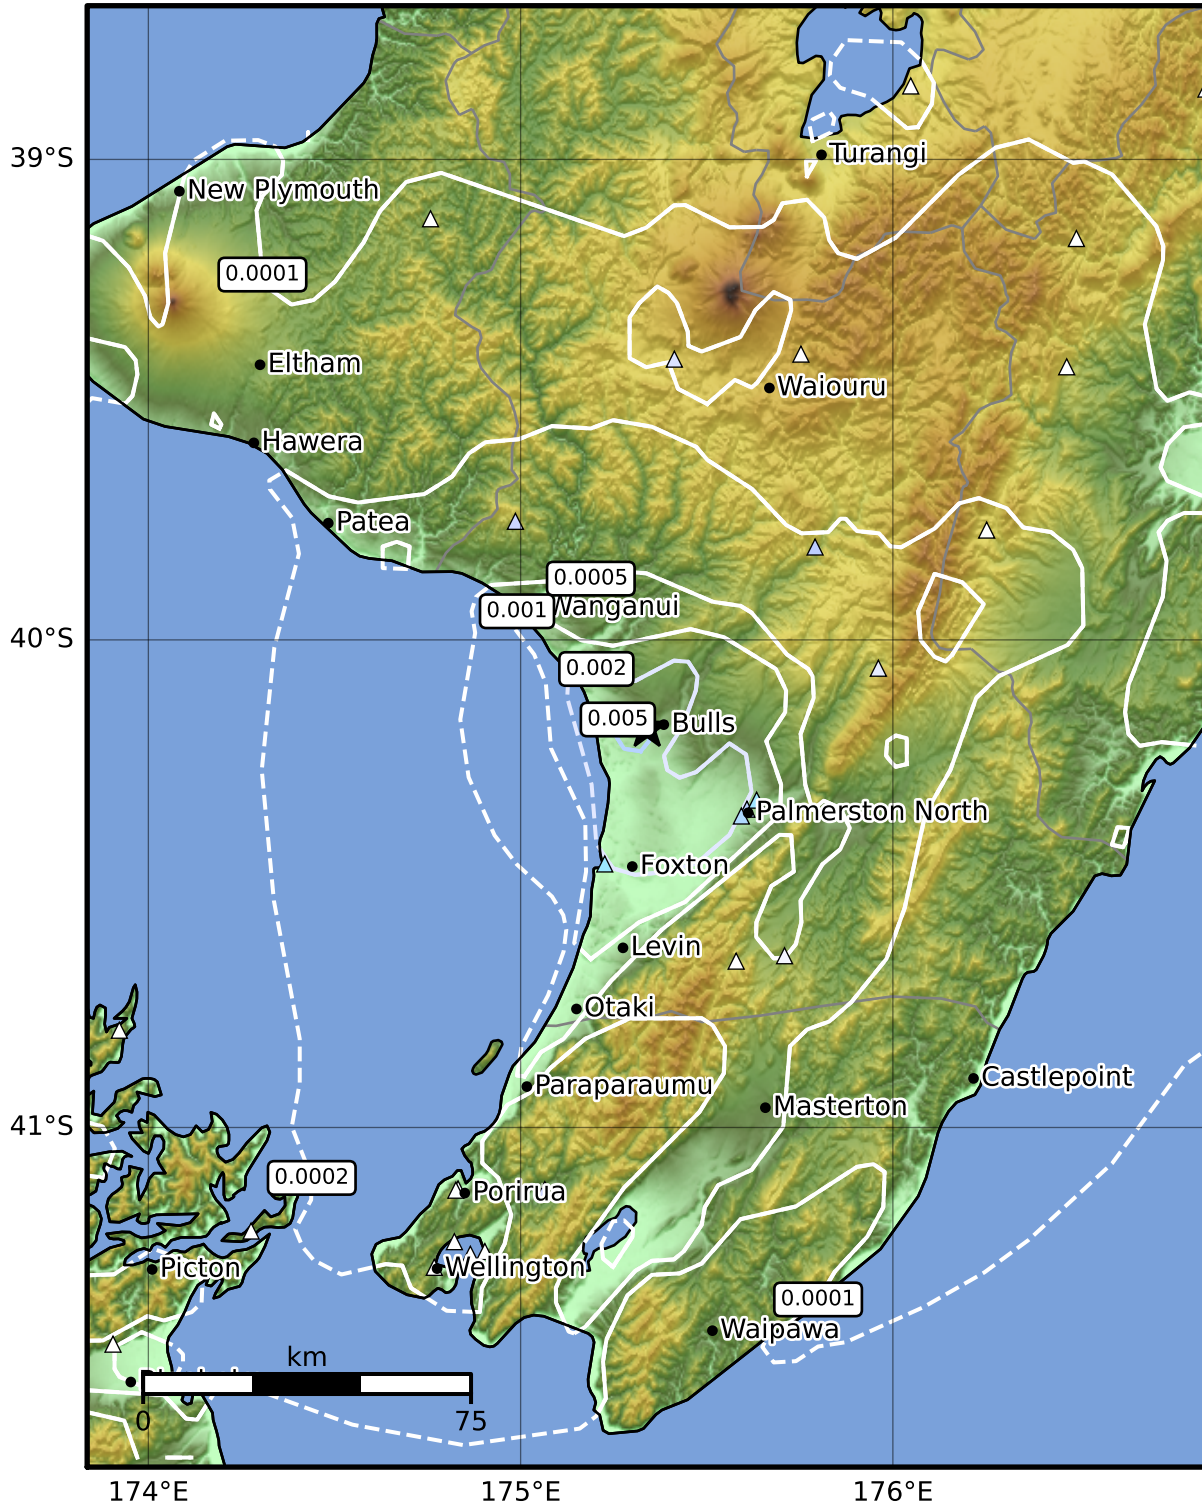 39°S
Turangi
New Plymouth
0.0001
Eltham
Waiouru
Hawera
Patea
0.0005
0.001
Wanganui
40°S
0.002
0.005
Bulls
Palmerston North
Foxton
Levin
Otaki
Paraparaumu
Castlepoint
Masterton
41°S
0.0002
Porirua
Picton
Wellington
0.0001
Waipawa
km
0
75
174°E
175°E
176°E